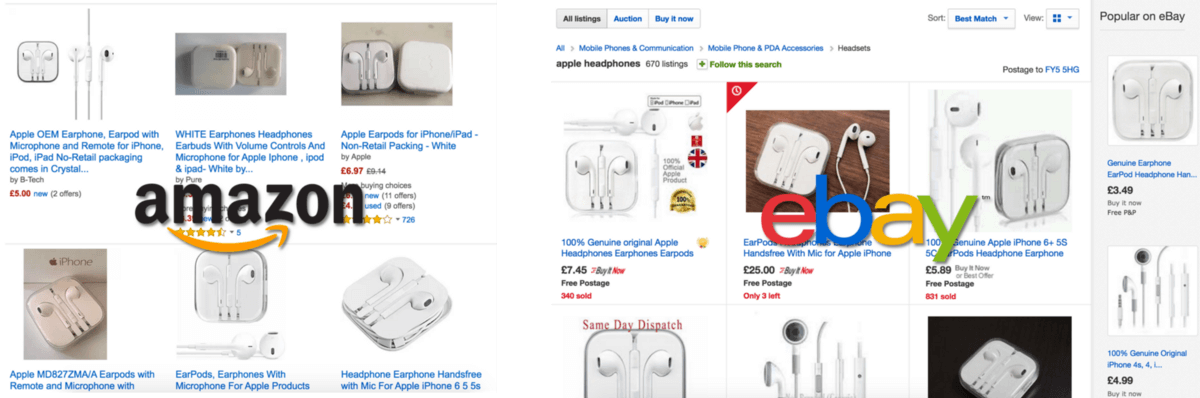 Apple OEM Earphone, Earpod with
Microphone and Remote for iPhone,
iPod, iPad No-Retail packaging
comes in Crystal...
by B-Tech
£5.00 new (2 offers)
WHITE Earphones Headphones
Earbuds With Volume Controls And
Microphone for Apple Iphone , ipod
& ipad- White by...
by Pure
5
Apple Earpods for iPhone/iPad -
Non-Retail Packing - White
by Apple
£6.97 £9.14
buying choices
new (11 offers)
used (9 offers)
726
amazon
iPhone
Apple MD827ZMA/A Earpods with
Remote and Microphone with
EarPods, Earphones With
Microphone For Apple Products
Headphone Earphone Handsfree
with Mic For Apple iPhone 6 5 5s
All listings Auction Buy it now
Sort: Best Match View:
All > Mobile Phones & Communication > Mobile Phone & PDA Accessories > Headsets
apple headphones 670 listings + Follow this search
Postage to FY5 5HG
iPod iPhone iPad
100%
Official
Apple
Product
100% Genuine original Apple
Headphones Earphones Earpods
£7.45 Buy It Now
Free Postage
340 sold
EarPods Headphones Earphone
Handsfree With Mic for Apple iPhone
£25.00 Buy It Now
Free Postage
Only 3 left
tm
100% Genuine Apple iPhone 6+ 5S
5C EarPods Headphone Earphone
£5.89 Buy It Now
or Best Offer
Free Postage
831 sold
ebay
Same Day Dispatch
Popular on eBay
Genuine Earphone
EarPod Headphone Han...
£3.49
Buy it now
Free P&P
100% Genuine Original
iPhone 4s, 4, i...
£4.99
Buy it now